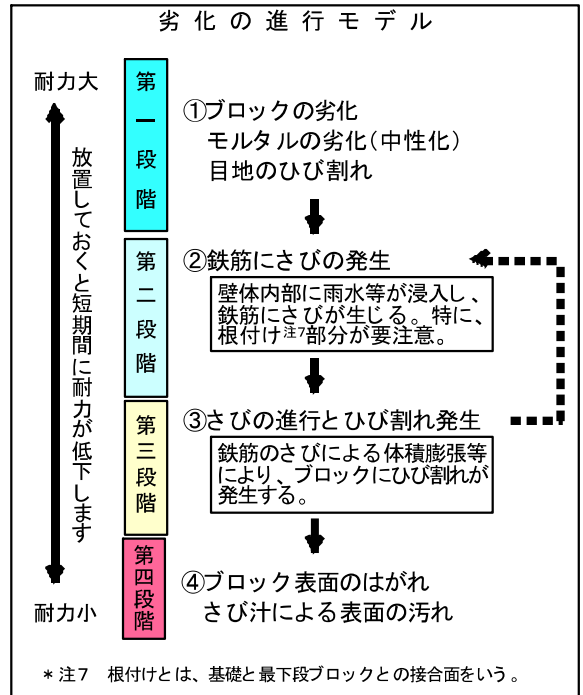 劣化の進行モデル
耐力大
放置しておくと短期間に耐力が低下します
耐力小
第一段階
①ブロックの劣化
モルタルの劣化（中性化）
目地のひび割れ
第二段階
②鉄筋にさびの発生
壁体内部に雨水等が浸入し、
鉄筋にさびが生じる。特に、
根付け注7部分が要注意。
第三段階
③さびの進行とひび割れ発生
鉄筋のさびによる体積膨張等
により、ブロックにひび割れが
発生する。
第四段階
④ブロック表面のはがれ
さび汁による表面の汚れ
＊注７　根付けとは、基礎と最下段ブロックとの接合面をいう。